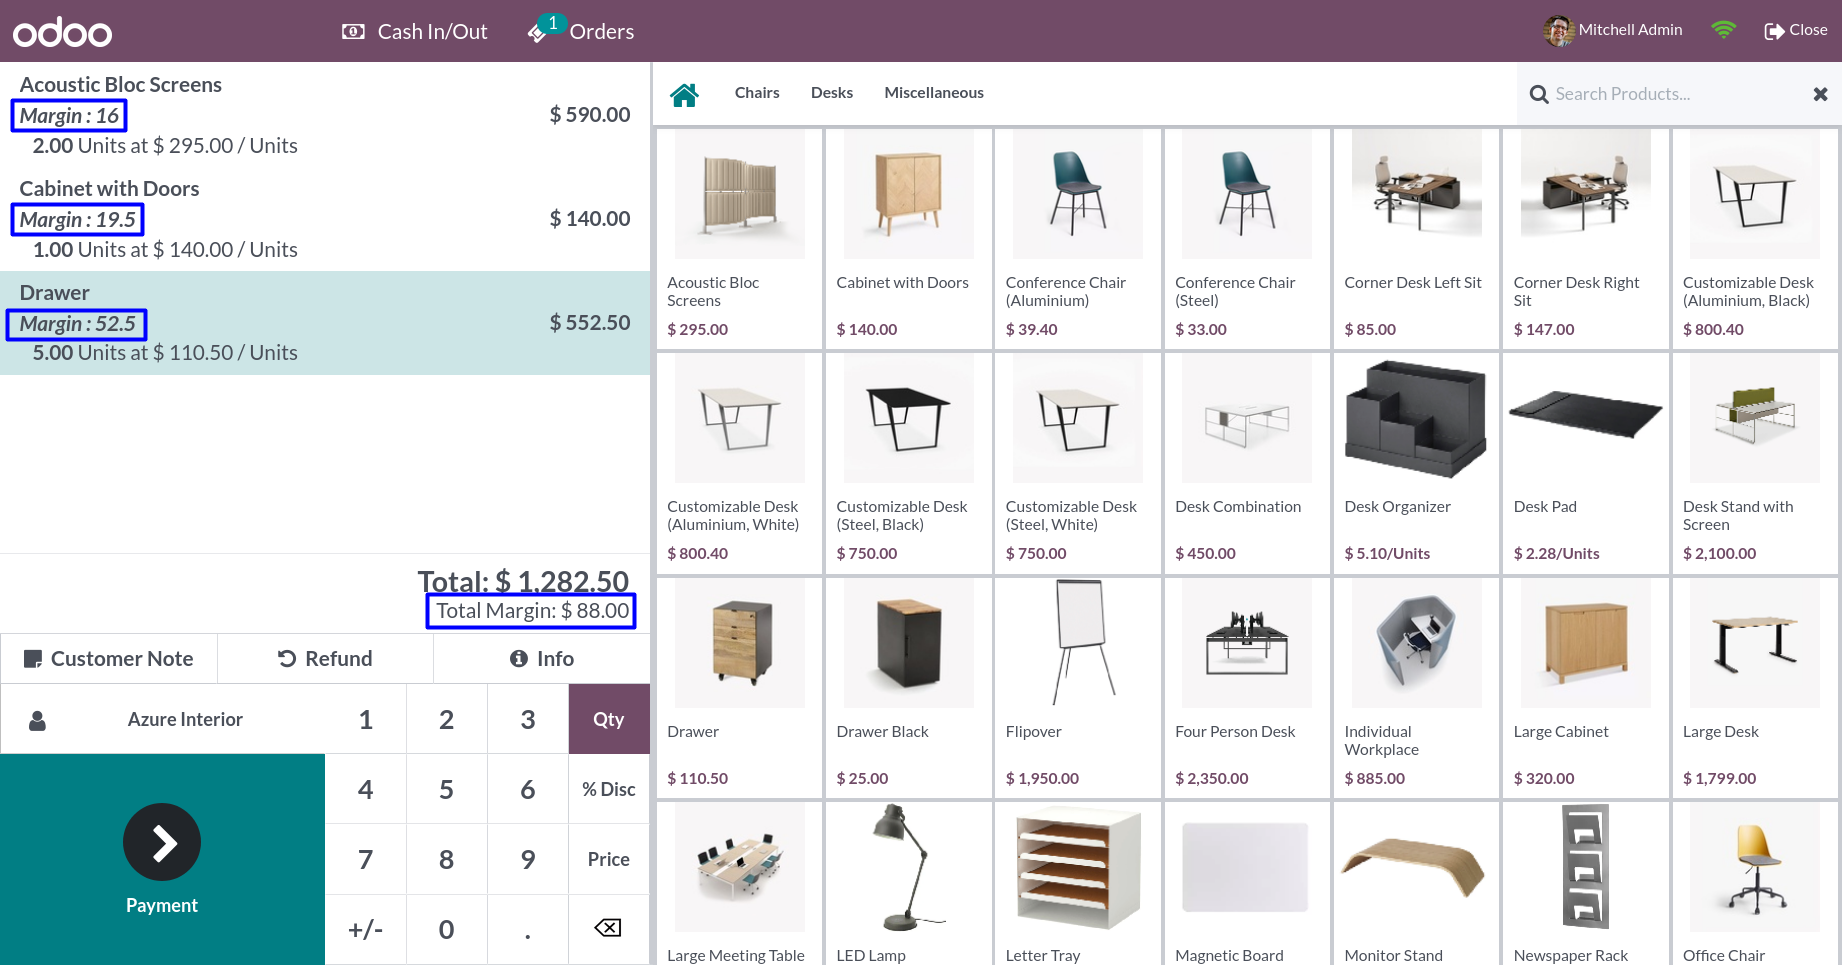 odoo
Cash In/Out
1
Orders
Mitchell Admin
Close
Acoustic Bloc Screens
Margin : 16
$ 590.00
2.00 Units at $ 295.00 / Units
Cabinet with Doors
Margin : 19.5
$ 140.00
1.00 Units at $ 140.00 / Units
Drawer
Margin : 52.5
$ 552.50
5.00 Units at $ 110.50 / Units
Total: $ 1,282.50
Total Margin: $ 88.00
Customer Note
Refund
Info
Azure Interior
1
2
3
Qty
4
5
6
% Disc
7
8
9
Price
+/-
0
.
Payment
Chairs
Desks
Miscellaneous
Search Products...
Acoustic Bloc
Screens
$ 295.00
Cabinet with Doors
$ 140.00
Conference Chair
(Aluminium)
$ 39.40
Conference Chair
(Steel)
$ 33.00
Corner Desk Left Sit
$ 85.00
Corner Desk Right
Sit
$ 147.00
Customizable Desk
(Aluminium, Black)
$ 800.40
Customizable Desk
(Aluminium, White)
$ 800.40
Customizable Desk
(Steel, Black)
$ 750.00
Customizable Desk
(Steel, White)
$ 750.00
Desk Combination
$ 450.00
Desk Organizer
$ 5.10/Units
Desk Pad
$ 2.28/Units
Desk Stand with
Screen
$ 2,100.00
Drawer
$ 110.50
Drawer Black
$ 25.00
Flipover
$ 1,950.00
Four Person Desk
$ 2,350.00
Individual
Workplace
$ 885.00
Large Cabinet
$ 320.00
Large Desk
$ 1,799.00
Large Meeting Table
LED Lamp
Letter Tray
Magnetic Board
Monitor Stand
Newspaper Rack
Office Chair